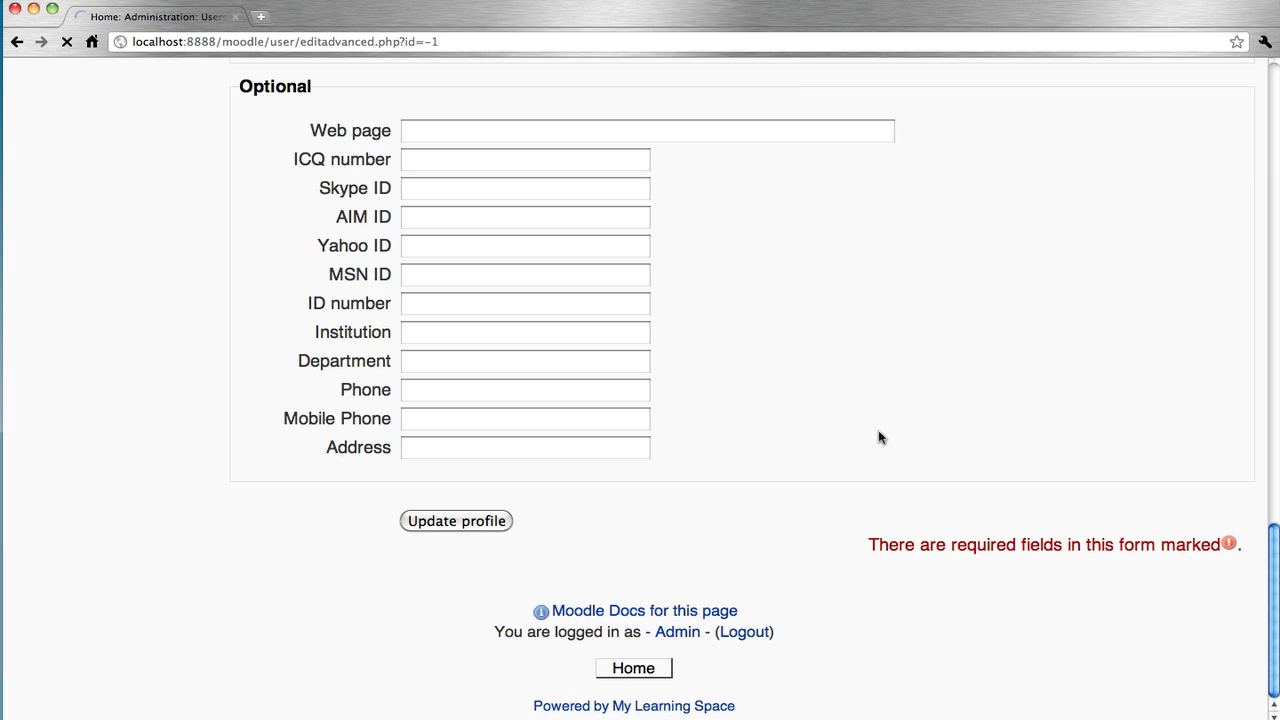 Home: Administration: Users
localhost:8888/moodle/user/editadvanced.php?id=-1
Optional
Web page
ICQ number
Skype ID
AIM ID
Yahoo ID
MSN ID
ID number
Institution
Department
Phone
Mobile Phone
Address
Update profile
There are required fields in this form marked.
Moodle Docs for this page
You are logged in as - Admin - (Logout)
Home
Powered by My Learning Space